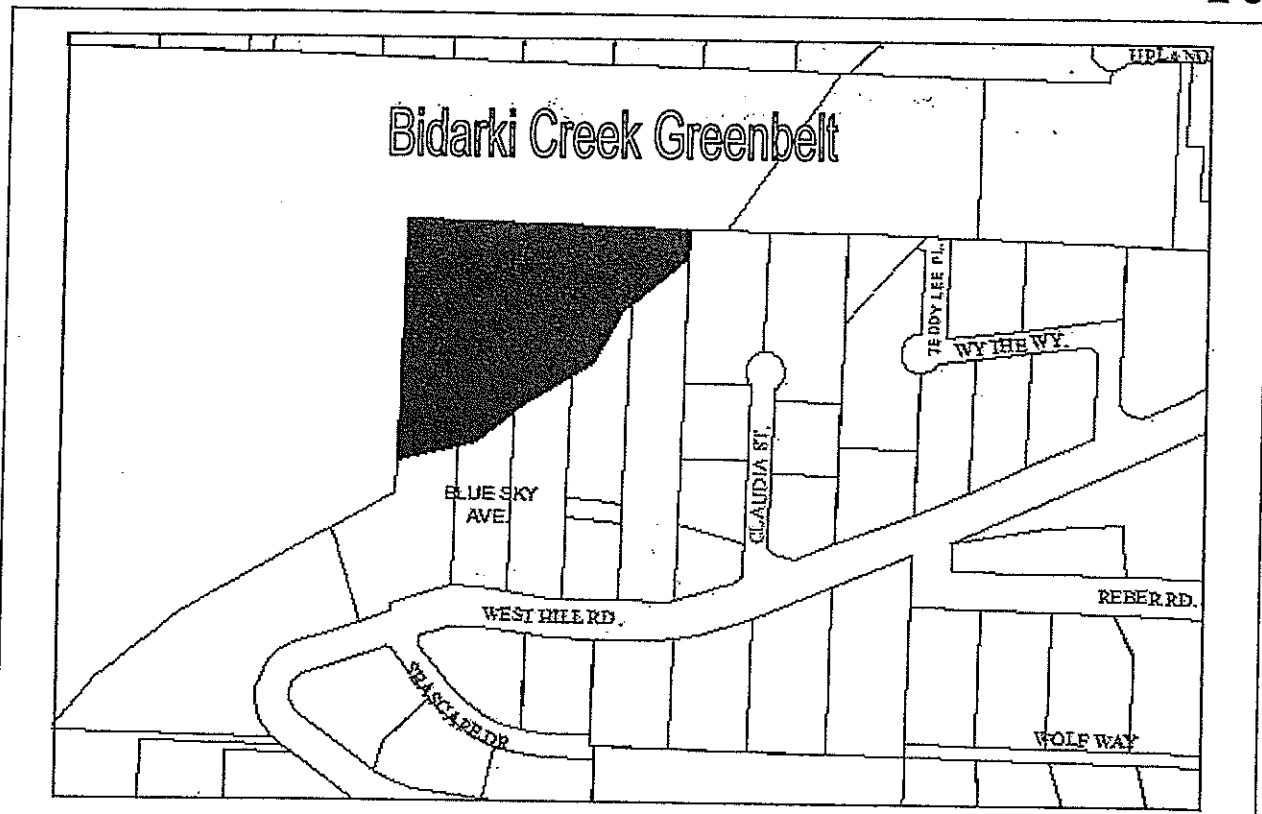 UPLAND
Bidarki Creek Greenbelt
TEDDY LEE PL.
WYTHE WY.
BLUE SKY
AVE.
CLAUDIA ST.
WEST HILL RD.
REBER RD.
SEASCAPE DR
WOLF WAY